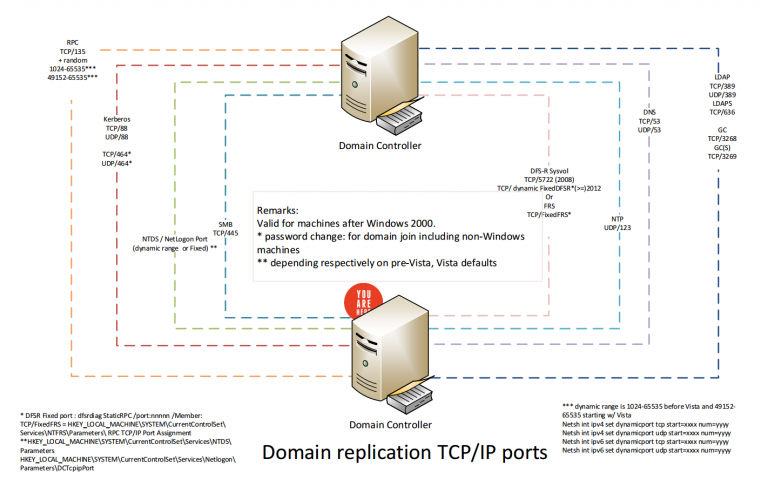 RPC
TCP/135
+ random
1024-65535***
49152-65535***
Kerberos
TCP/88
UDP/88
TCP/464*
UDP/464*
NTDS / NetLogon Port
(dynamic range or Fixed) **
SMB
TCP/445
Domain Controller
LDAP
TCP/389
UDP/389
LDAPS
TCP/636
GC
TCP/3268
GC(S)
TCP/3269
DNS
TCP/53
UDP/53
DFS-R Sysvol
TCP/5722 (2008)
TCP/ dynamic FixedDFSR*(>=)2012
Or
FRS
TCP/FixedFRS*
NTP
UDP/123
Remarks:
Valid for machines after Windows 2000.
* password change: for domain join including non-Windows
machines
** depending respectively on pre-Vista, Vista defaults
YOU
ARE
HERE
Domain Controller
* DFSR Fixed port : dfsrdiag StaticRPC /port:nnnnn /Member:
TCP/FixedFRS = HKEY_LOCAL_MACHINE\SYSTEM\CurrentControlSet\
Services\NTFRS\Parameters\ RPC TCP/IP Port Assignment
**HKEY_LOCAL_MACHINE\SYSTEM\CurrentControlSet\Services\NTDS\
Parameters
HKEY_LOCAL_MACHINE\SYSTEM\CurrentControlSet\Services\Netlogon\
Parameters\DCTcpipPort
Domain replication TCP/IP ports
*** dynamic range is 1024-65535 before Vista and 49152-
65535 starting w/ Vista
Netsh int ipv4 set dynamicport tcp start=xxxx num=yyyy
Netsh int ipv4 set dynamicport udp start=xxxx num=yyyy
Netsh int ipv6 set dynamicport tcp start=xxxx num=yyyy
Netsh int ipv6 set dynamicport udp start=xxxx num=yyyy